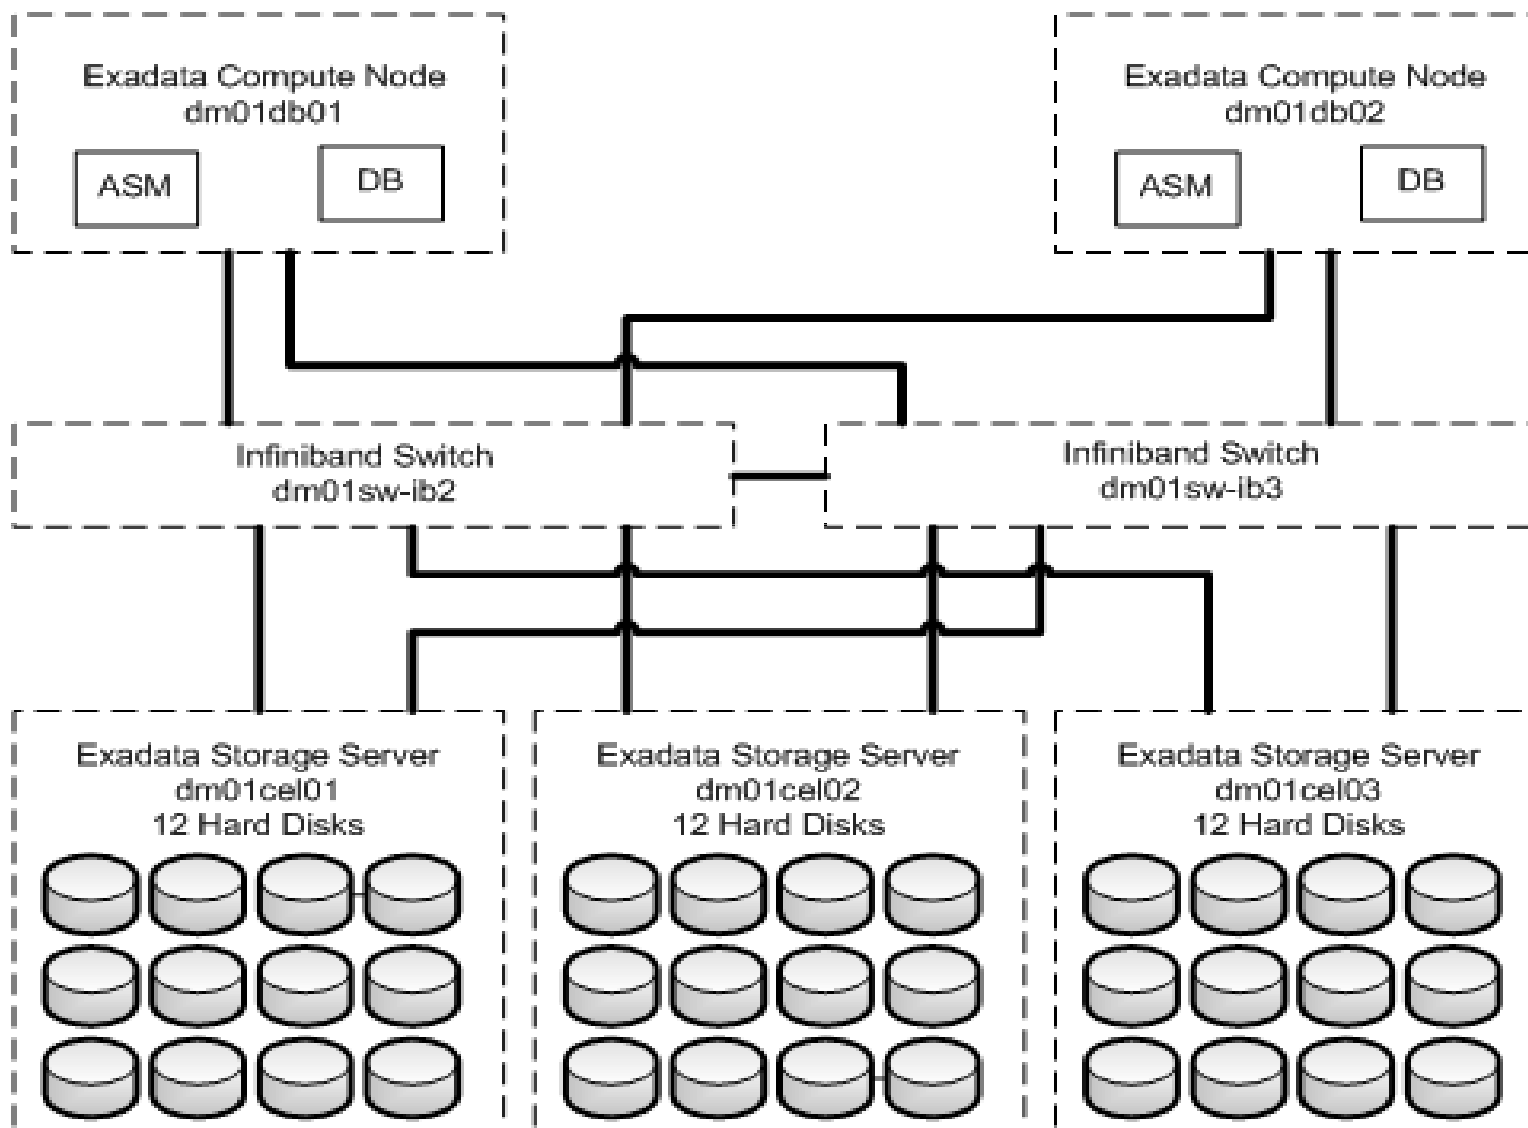 Exadata Compute Node
dm01db01
ASM
DB
Exadata Compute Node
dm01db02
ASM
DB
Infiniband Switch
dm01sw-ib2
Infiniband Switch
dm01sw-ib3
Exadata Storage Server
dm01cel01
12 Hard Disks
Exadata Storage Server
dm01cel02
12 Hard Disks
Exadata Storage Server
dm01cel03
12 Hard Disks